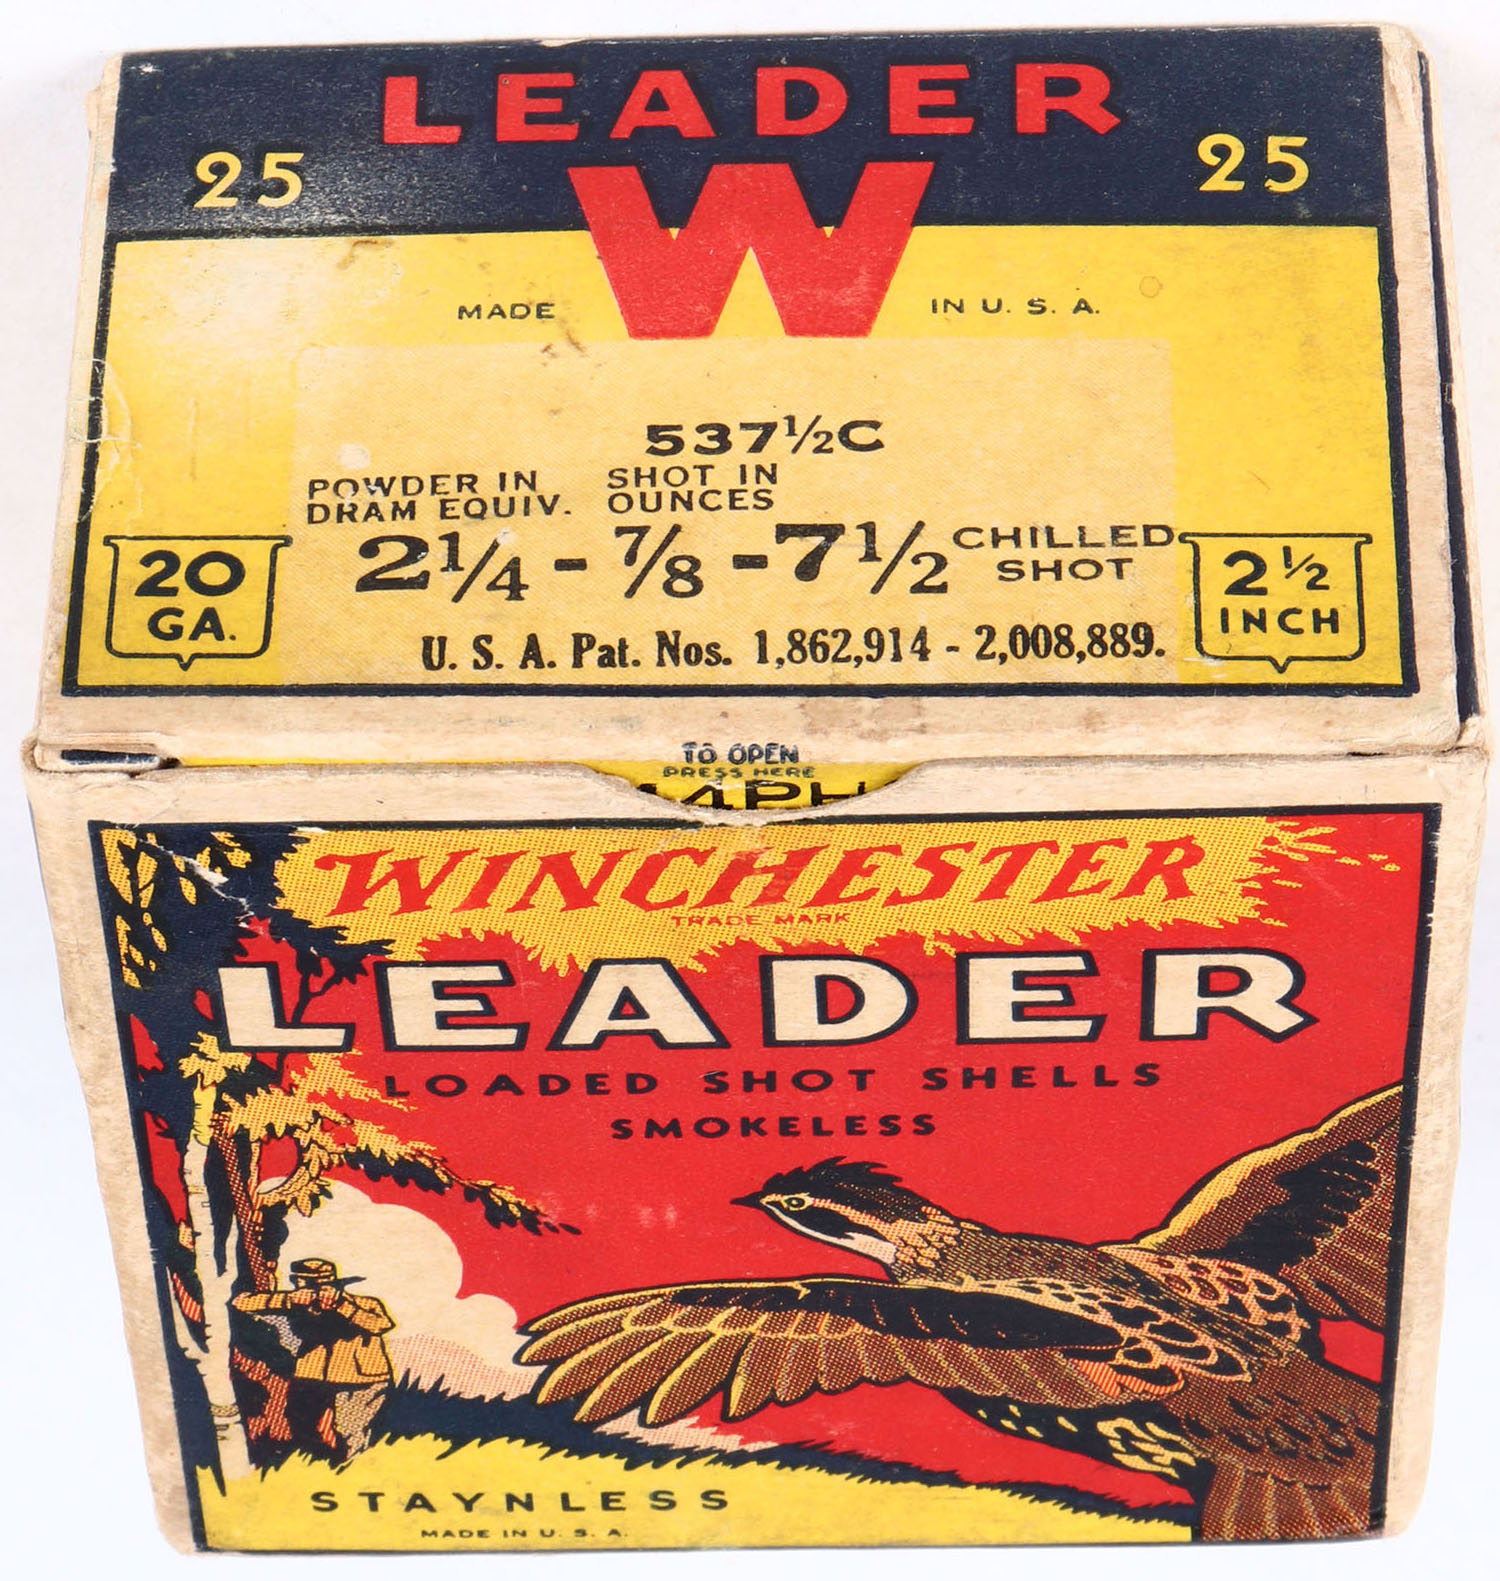 LEADER
25 W 25
MADE IN U. S. A.
537½C
POWDER IN SHOT IN
DRAM EQUIV. OUNCES
2¼ - ⅞ - 7½ CHILLED SHOT
20 GA.
2½ INCH
U. S. A. Pat. Nos. 1,862,914 - 2,008,889.
TO OPEN
PRESS HERE
WINCHESTER
TRADE MARK
LEADER
LOADED SHOT SHELLS
SMOKELESS
STAYNLESS
MADE IN U. S. A.